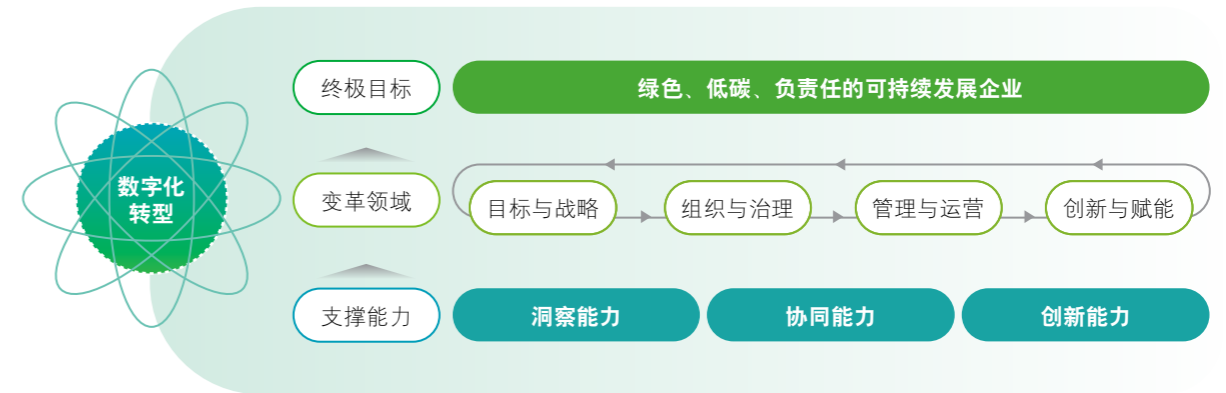 数字化
转型
终极目标
绿色、低碳、负责任的可持续发展企业
变革领域
目标与战略
组织与治理
管理与运营
创新与赋能
支撑能力
洞察能力
协同能力
创新能力